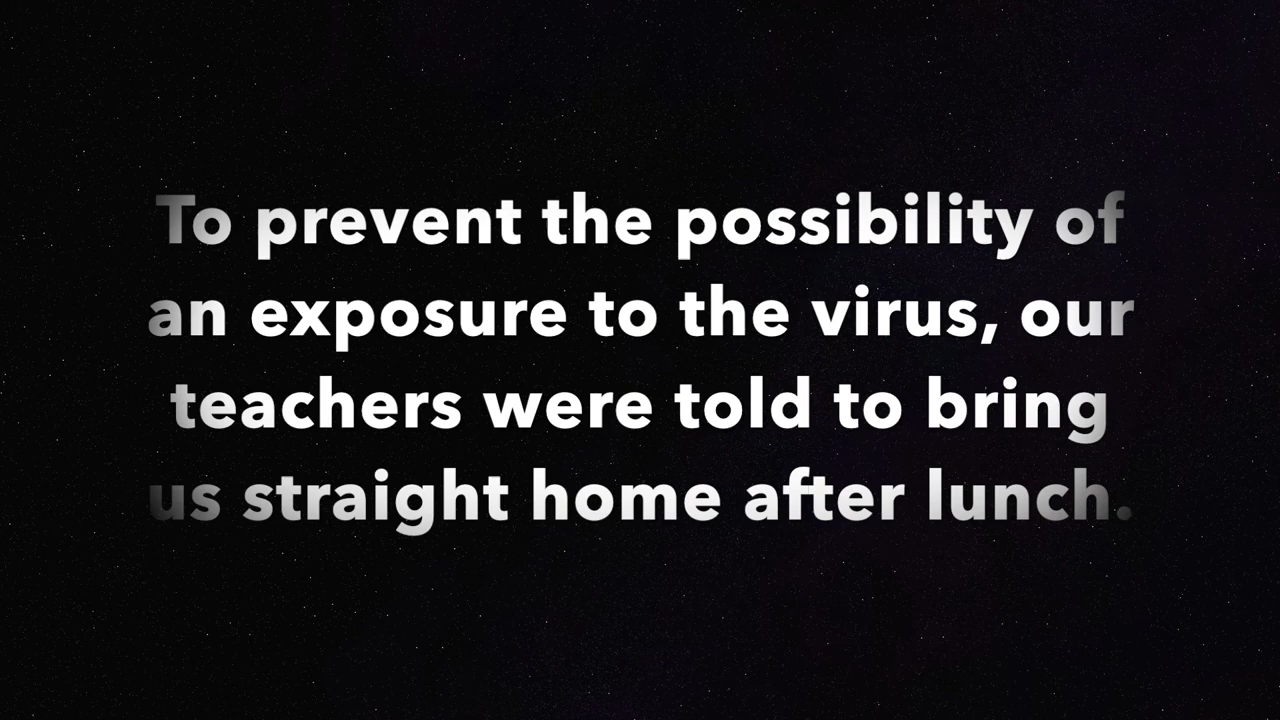 To prevent the possibility of
an exposure to the virus, our
teachers were told to bring
us straight home after lunch.